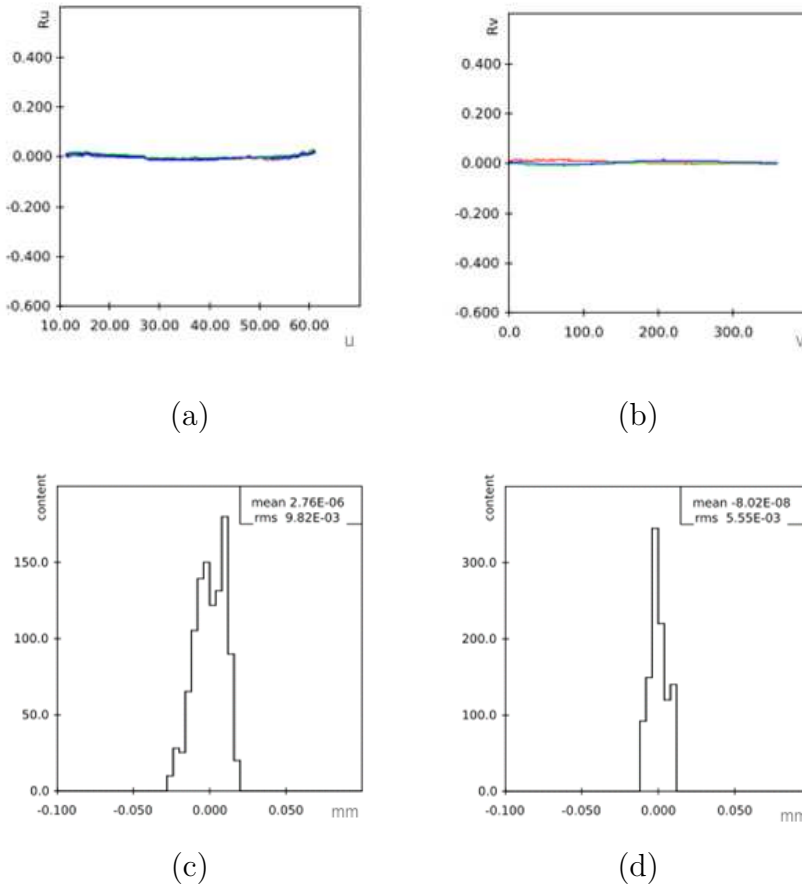 Ru
0.400
0.200
0.000
-0.200
-0.400
-0.600
10.00 20.00 30.00 40.00 50.00 60.00
u
(a)
Rv
0.400
0.200
0.000
-0.200
-0.400
-0.600
0.0 100.0 200.0 300.0
v
(b)
content
mean 2.76E-06
rms 9.82E-03
150.0
100.0
50.0
0.0
-0.100 -0.050 0.000 0.050 mm
(c)
content
mean -8.02E-08
rms 5.55E-03
300.0
200.0
100.0
0.0
-0.100 -0.050 0.000 0.050 mm
(d)